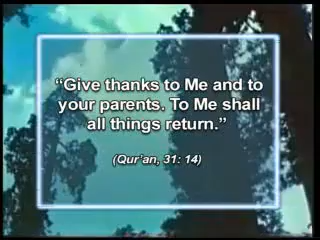 “Give thanks to Me and to
your parents. To Me shall
all things return.”
(Qur’an, 31: 14)